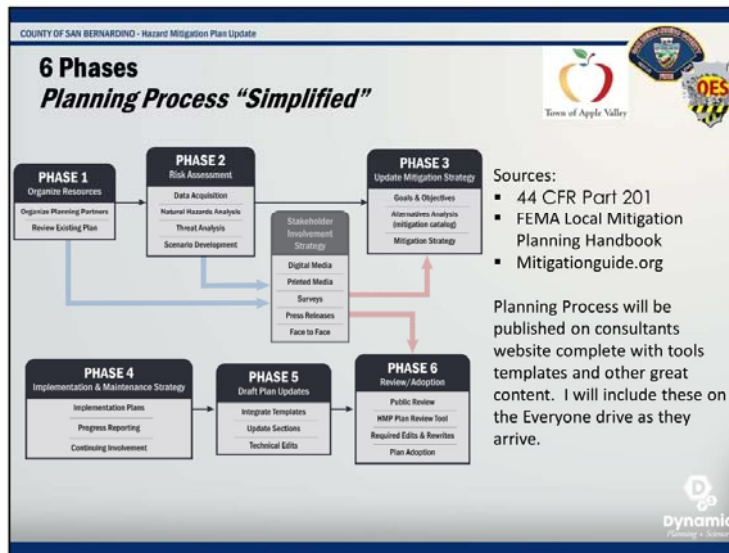 COUNTY OF SAN BERNARDINO - Hazard Mitigation Plan Update
6 Phases
Planning Process “Simplified”
Town of Apple Valley
OES
PHASE 1
Organize Resources
Organize Planning Partners
Review Existing Plan
PHASE 2
Risk Assessment
Data Acquisition
Natural Hazards Analysis
Threat Analysis
Scenario Development
Stakeholder
Involvement
Strategy
Digital Media
Printed Media
Surveys
Press Releases
Face to Face
PHASE 3
Update Mitigation Strategy
Goals & Objectives
Alternatives Analysis
(mitigation catalog)
Mitigation Strategy
PHASE 4
Implementation & Maintenance Strategy
Implementation Plans
Progress Reporting
Continuing Involvement
PHASE 5
Draft Plan Updates
Integrate Templates
Update Sections
Technical Edits
PHASE 6
Review/Adoption
Public Review
HMP Plan Review Tool
Required Edits & Rewrites
Plan Adoption
Sources:
▪ 44 CFR Part 201
▪ FEMA Local Mitigation
Planning Handbook
▪ Mitigationguide.org
Planning Process will be
published on consultants
website complete with tools
templates and other great
content. I will include these on
the Everyone drive as they
arrive.
Dynamic
Planning + Science